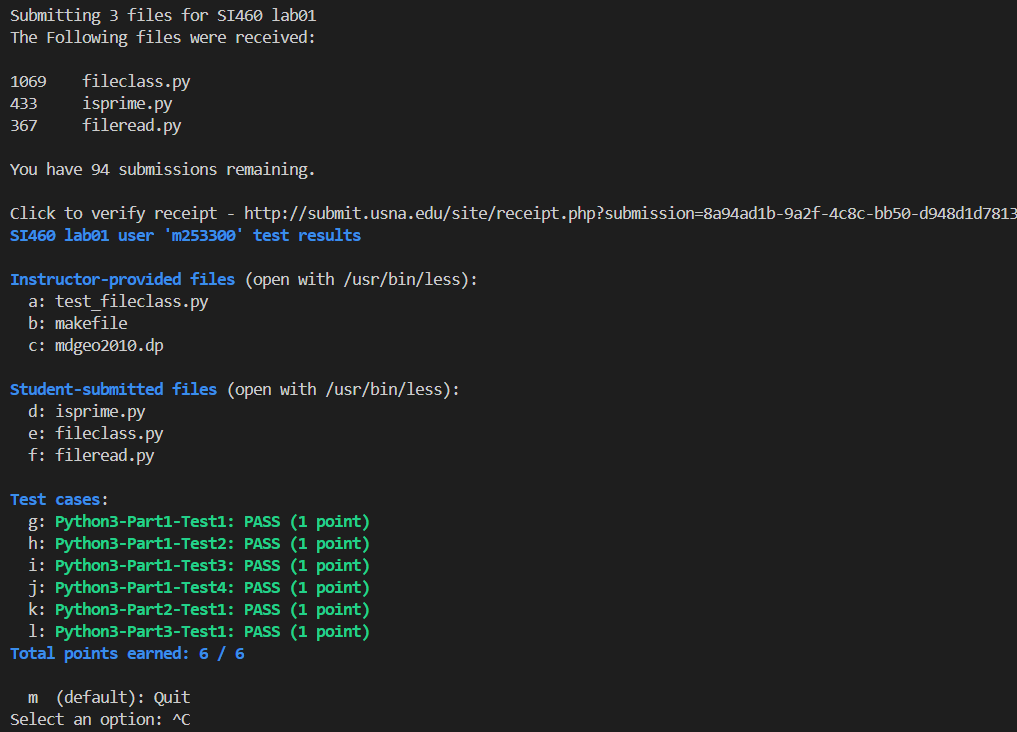 Submitting 3 files for SI460 lab01
The Following files were received:
1069 fileclass.py
433 isprime.py
367 fileread.py
You have 94 submissions remaining.
Click to verify receipt - http://submit.usna.edu/site/receipt.php?submission=8a94ad1b-9a2f-4c8c-bb50-d948d1d7813
SI460 lab01 user 'm253300' test results
Instructor-provided files (open with /usr/bin/less):
a: test_fileclass.py
b: makefile
c: mdgeo2010.dp
Student-submitted files (open with /usr/bin/less):
d: isprime.py
e: fileclass.py
f: fileread.py
Test cases:
g: Python3-Part1-Test1: PASS (1 point)
h: Python3-Part1-Test2: PASS (1 point)
i: Python3-Part1-Test3: PASS (1 point)
j: Python3-Part1-Test4: PASS (1 point)
k: Python3-Part2-Test1: PASS (1 point)
l: Python3-Part3-Test1: PASS (1 point)
Total points earned: 6 / 6
m (default): Quit
Select an option: ^C